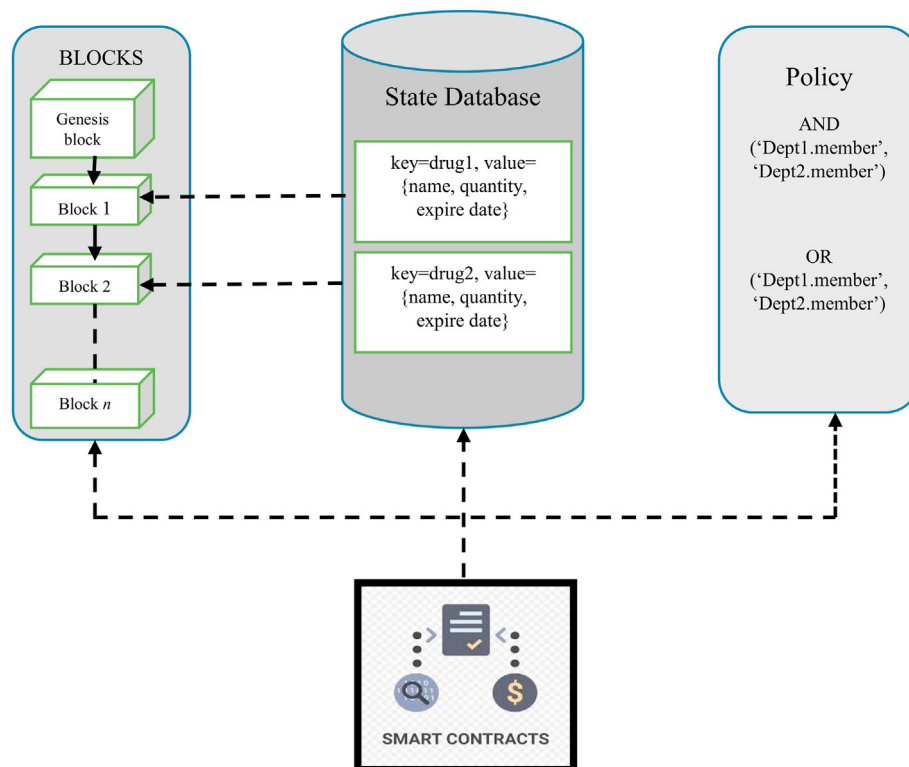 BLOCKS
Genesis
block
Block 1
Block 2
Block n
State Database
key=drug1, value=
{name, quantity,
expire date}
key=drug2, value=
{name, quantity,
expire date}
Policy
AND
(‘Dept1.member’,
‘Dept2.member’)
OR
(‘Dept1.member’,
‘Dept2.member’)
$
SMART CONTRACTS